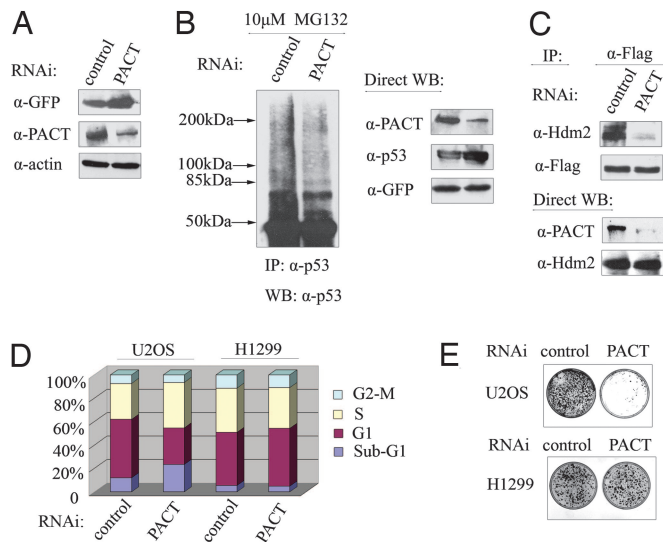 A
RNAi:
control
PACT
α-GFP
α-PACT
α-actin
B
10μM MG132
RNAi:
control
PACT
200kDa
100kDa
85kDa
50kDa
IP: α-p53
WB: α-p53
Direct WB:
α-PACT
α-p53
α-GFP
C
IP: α-Flag
RNAi:
control
PACT
α-Hdm2
α-Flag
Direct WB:
α-PACT
α-Hdm2
D
U2OS H1299
100%
80%
60%
40%
20%
0
G2-M
S
G1
Sub-G1
RNAi:
control
PACT
control
PACT
E
RNAi control PACT
U2OS
RNAi control PACT
H1299